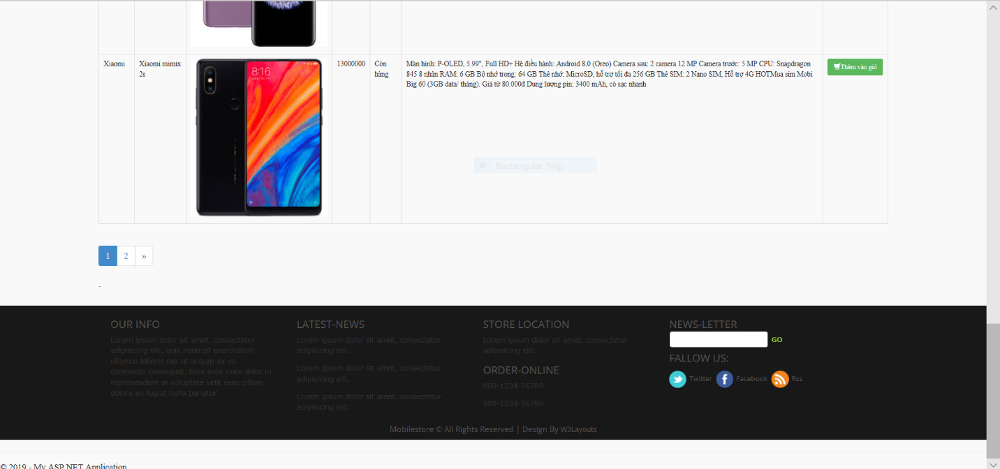 Xiaomi
Xiaomi mimix
2s
8:16
13000000
Còn
hàng
Màn hình: P-OLED, 5.99", Full HD+ Hệ điều hành: Android 8.0 (Oreo) Camera sau: 2 camera 12 MP Camera trước: 5 MP CPU: Snapdragon
845 8 nhân RAM: 6 GB Bộ nhớ trong: 64 GB Thẻ nhớ: MicroSD, hỗ trợ tối đa 256 GB Thẻ SIM: 2 Nano SIM, Hỗ trợ 4G HOTMua sim Mobi
Big 60 (3GB data/ tháng). Giá từ 80.000đ Dung lượng pin: 3400 mAh, có sạc nhanh
Thêm vào giỏ
Rectangular Snip
1 2 »
.
OUR INFO
Lorem ipsum dolor sit amet, consectetur
adipisicing elit, quis nostrud exercitation
ullamco laboris nisi ut aliquip ex ea
commodo consequat. Duis aute irure dolor in
reprehenderit in voluptate velit esse cillum
dolore eu fugiat nulla pariatur.
LATEST-NEWS
Lorem ipsum dolor sit amet, consectetur
adipisicing elit.
Lorem ipsum dolor sit amet, consectetur
adipisicing elit.
Lorem ipsum dolor sit amet, consectetur
adipisicing elit.
STORE LOCATION
Lorem ipsum dolor sit amet, consectetur
adipisicing elit.
ORDER-ONLINE
080-1234-56789
080-1234-56780
NEWS-LETTER
GO
FALLOW US:
Twitter Facebook Rss
Mobilestore © All Rights Reserved | Design By W3Layouts
© 2019 - My ASP.NET Application